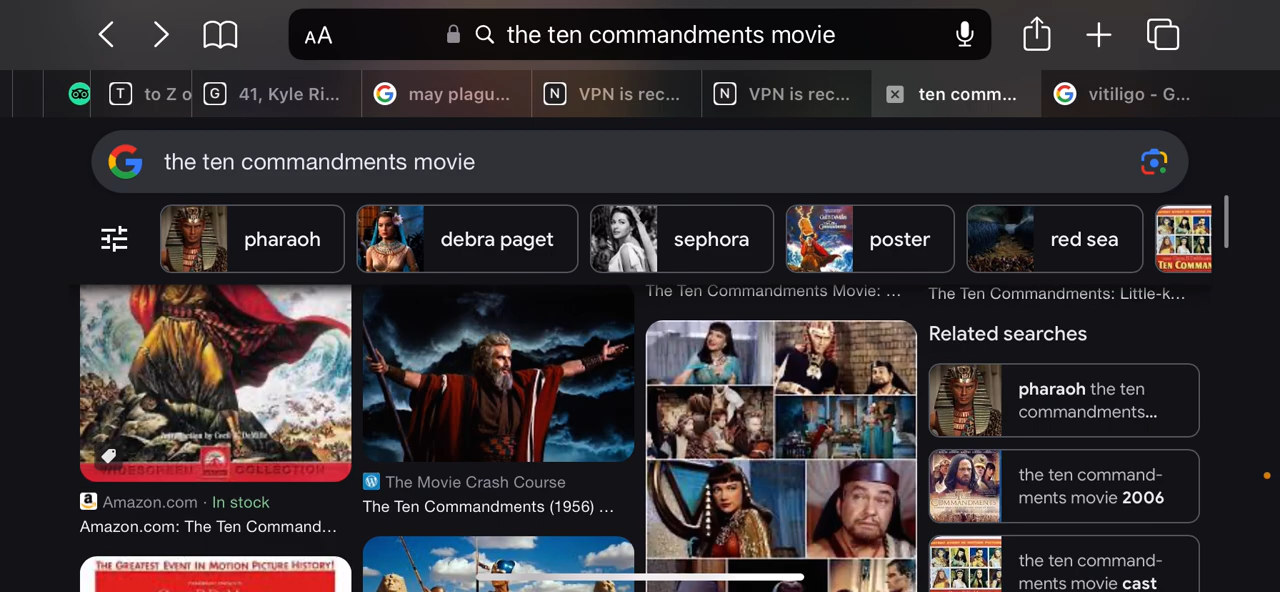 AA the ten commandments movie
T to Z o
G 41, Kyle Ri...
may plagu...
N VPN is rec...
N VPN is rec...
ten comm...
vitiligo - G...
the ten commandments movie
pharaoh
debra paget
sephora
poster
red sea
TEN COMMAN
WIDESCREEN COLLECTION
Amazon.com · In stock
Amazon.com: The Ten Command...
THE GREATEST EVENT IN MOTION PICTURE HISTORY!
The Movie Crash Course
The Ten Commandments (1956) ...
The Ten Commandments Movie: ...
The Ten Commandments: Little-k...
Related searches
pharaoh the ten
commandments...
the ten command-
ments movie 2006
the ten command-
ments movie cast